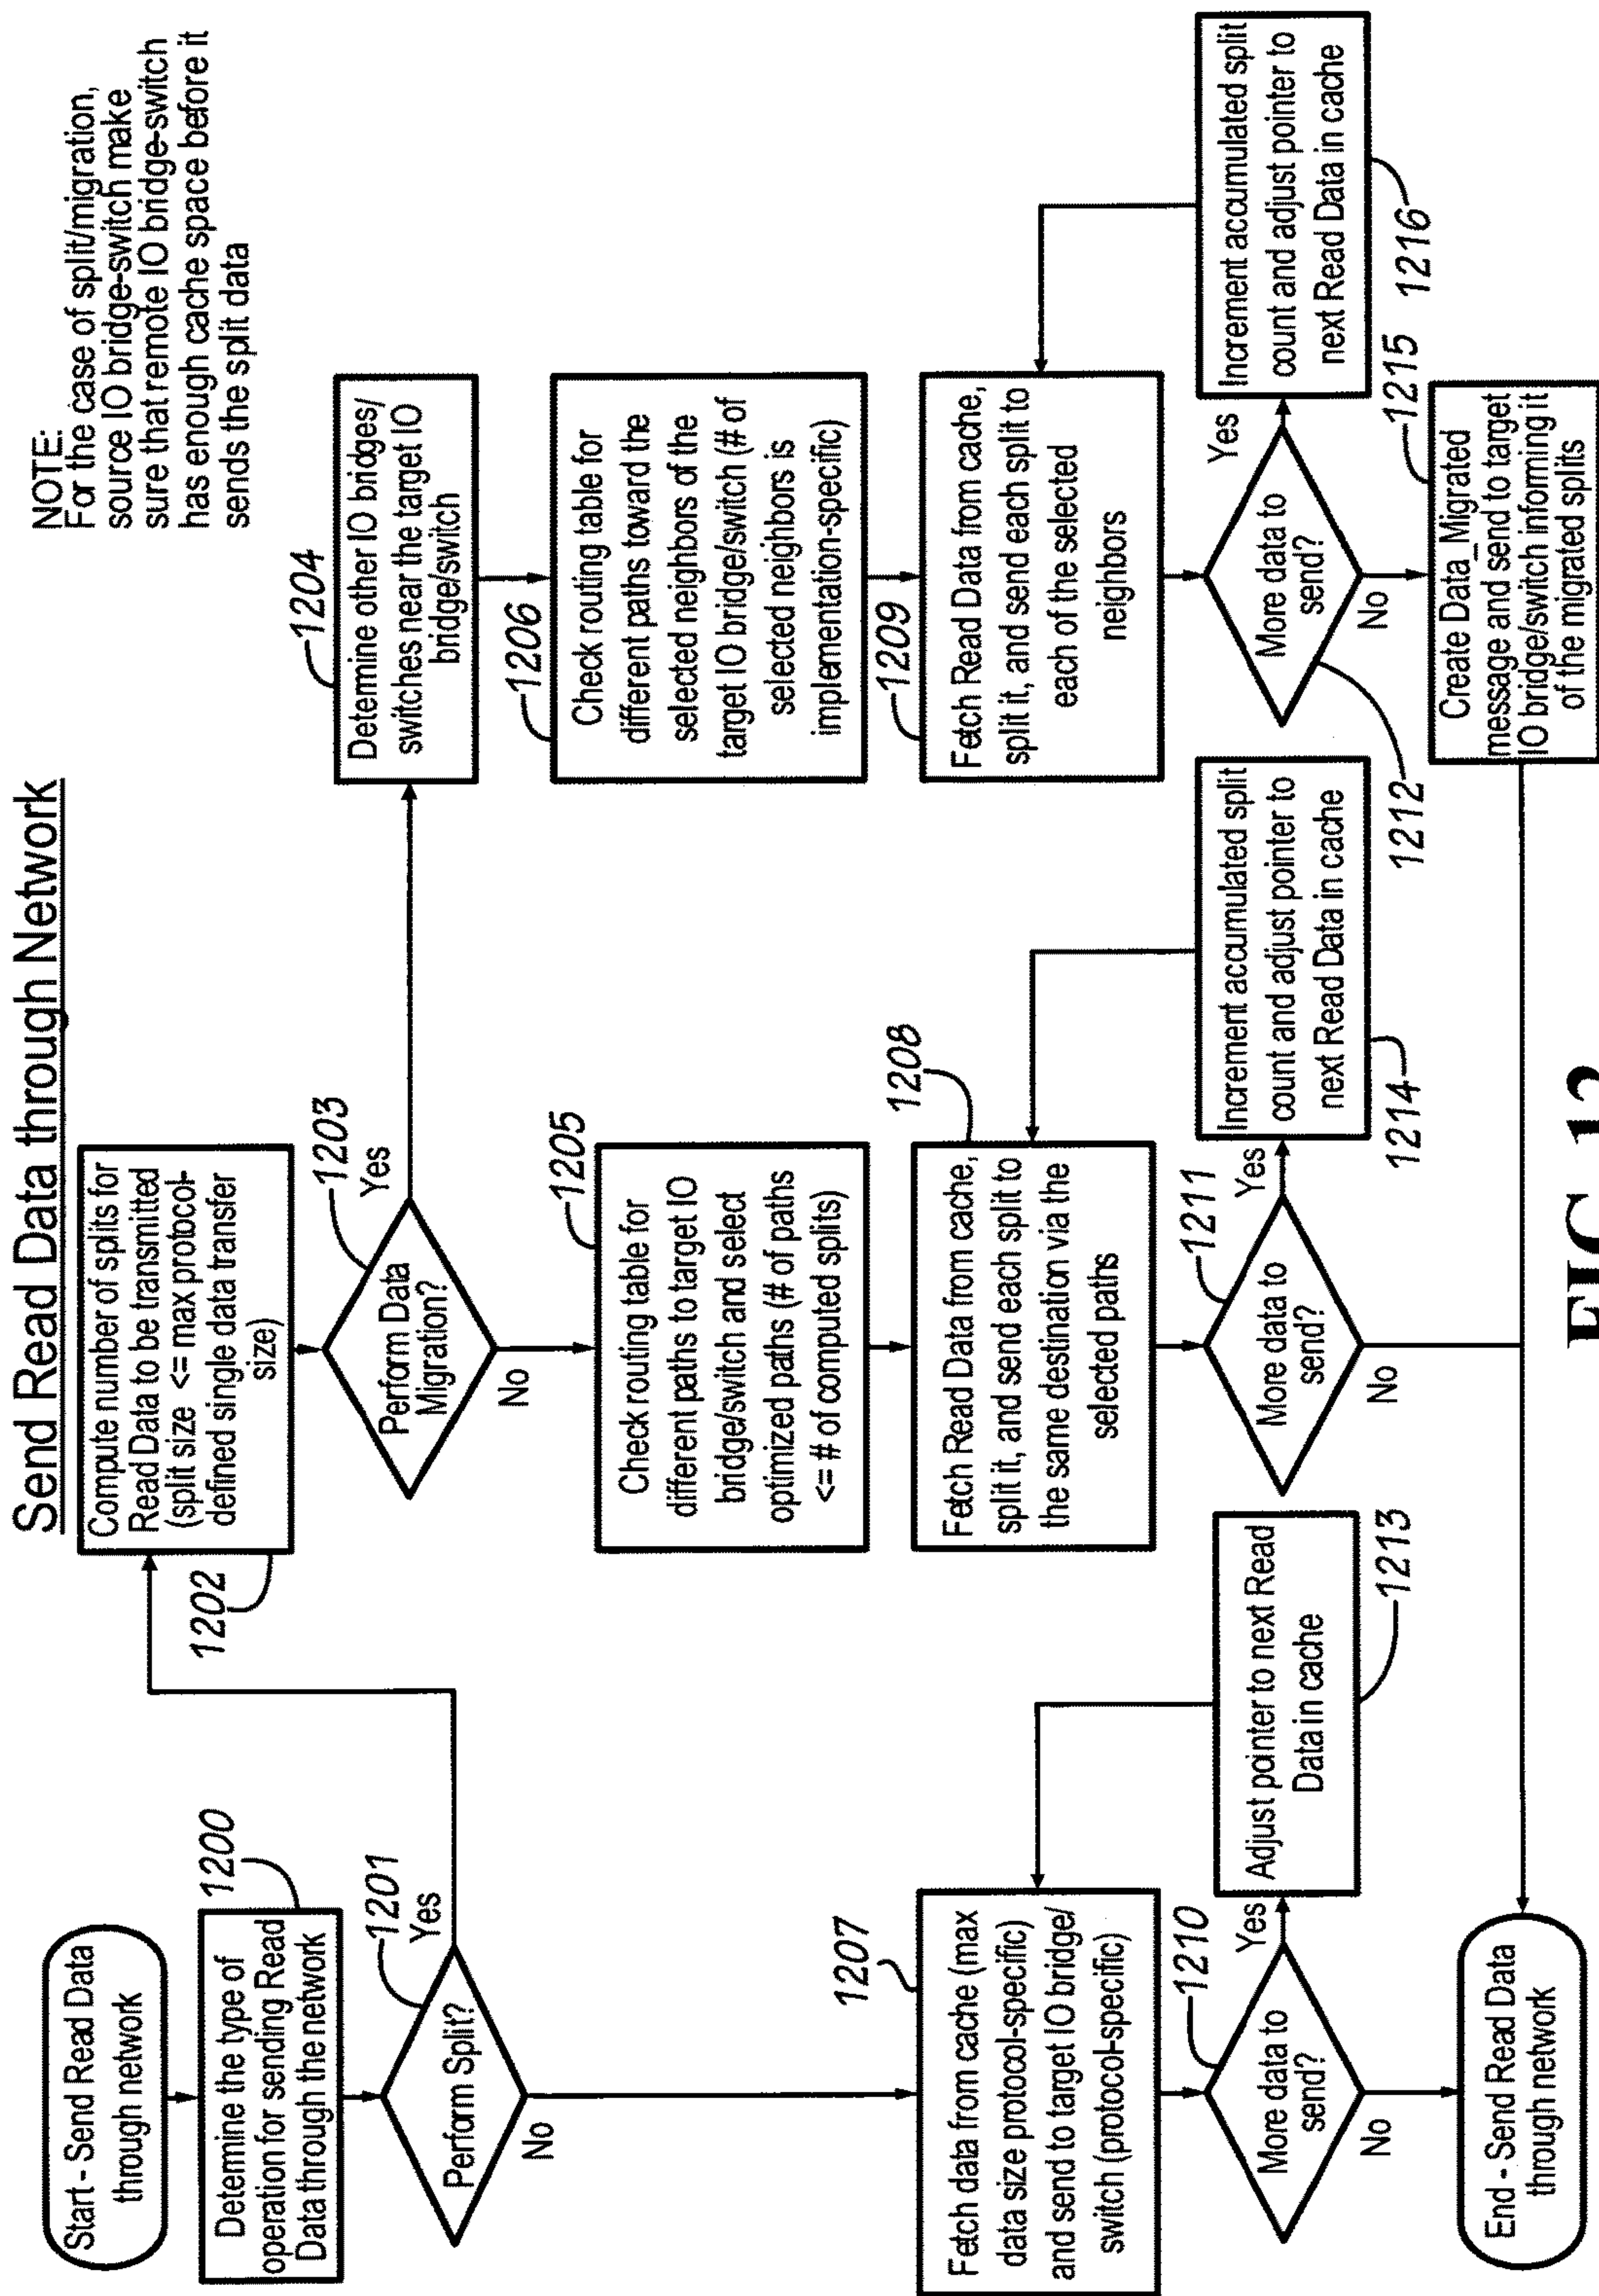 Send Read Data through Network
NOTE:
For the case of split/migration,
source IO bridge-switch make
sure that remote IO bridge-switch
has enough cache space before it
sends the split data
Start - Send Read Data
through network
1200
Determine the type of
operation for sending Read
Data through the network
1201
Perform Split?
Yes
No
1202
Compute number of splits for
Read Data to be transmitted
(split size <= max protocol-
defined single data transfer
size)
1203
Perform Data
Migration?
Yes
No
1204
Determine other IO bridges/
switches near the target IO
bridge/switch
1205
Check routing table for
different paths to target IO
bridge/switch and select
optimized paths (# of paths
<= # of computed splits)
1206
Check routing table for
different paths toward the
selected neighbors of the
target IO bridge/switch (# of
selected neighbors is
implementation-specific)
1207
Fetch data from cache (max
data size protocol-specific)
and send to target IO bridge/
switch (protocol-specific)
1208
Fetch Read Data from cache,
split it, and send each split to
the same destination via the
selected paths
1209
Fetch Read Data from cache,
split it, and send each split to
each of the selected
neighbors
1210
More data to
send?
Yes
No
1213
Adjust pointer to next Read
Data in cache
1211
More data to
send?
Yes
No
1214
Increment accumulated split
count and adjust pointer to
next Read Data in cache
1212
More data to
send?
Yes
No
1216
Increment accumulated split
count and adjust pointer to
next Read Data in cache
1215
Create Data_Migrated
message and send to target
IO bridge/switch informing it
of the migrated splits
End - Send Read Data
through network